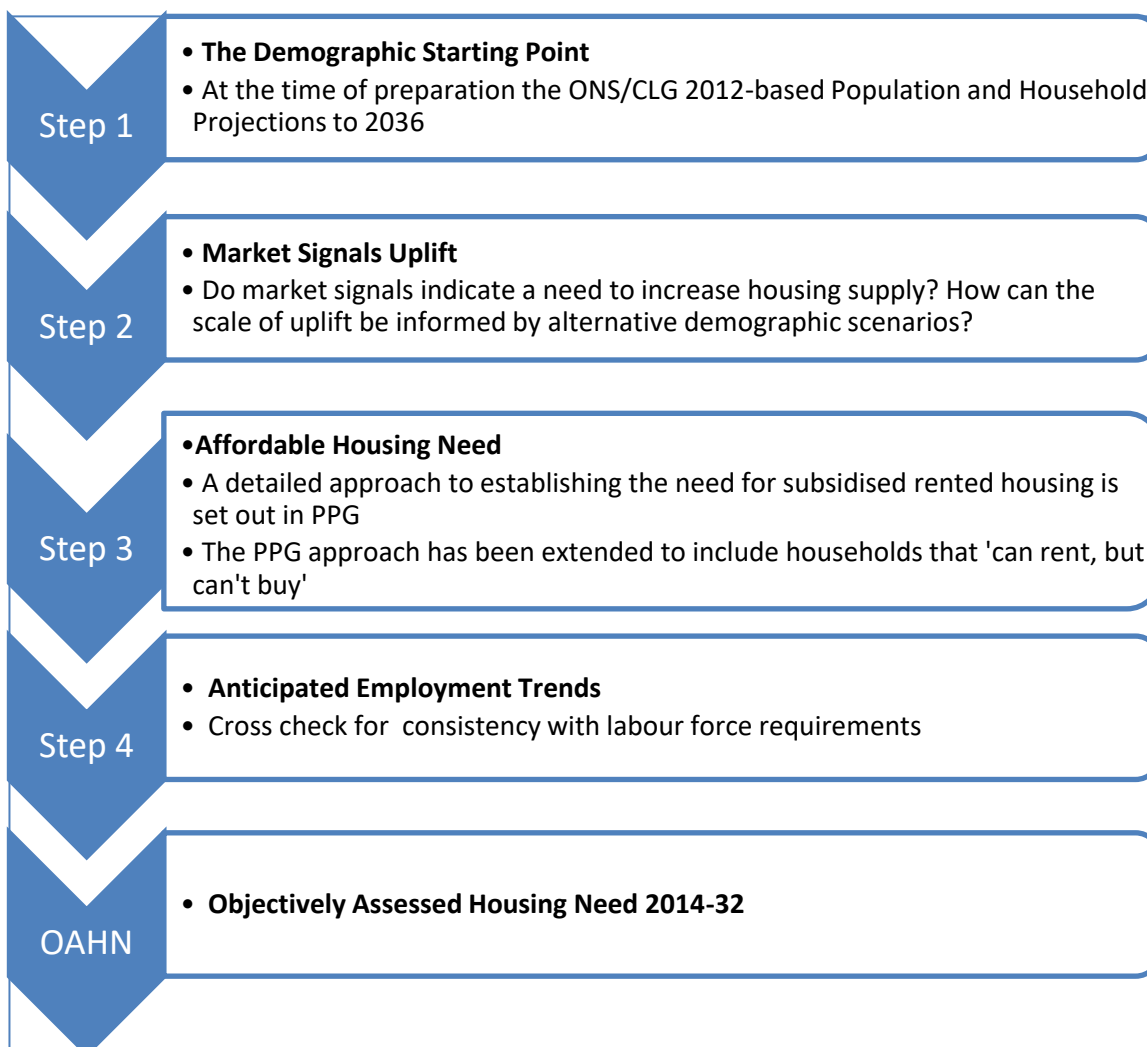 Step 1
• The Demographic Starting Point
• At the time of preparation the ONS/CLG 2012-based Population and Household
Projections to 2036
Step 2
• Market Signals Uplift
• Do market signals indicate a need to increase housing supply? How can the
scale of uplift be informed by alternative demographic scenarios?
Step 3
•Affordable Housing Need
• A detailed approach to establishing the need for subsidised rented housing is
set out in PPG
• The PPG approach has been extended to include households that 'can rent, but
can't buy'
Step 4
• Anticipated Employment Trends
• Cross check for consistency with labour force requirements
OAHN
• Objectively Assessed Housing Need 2014-32